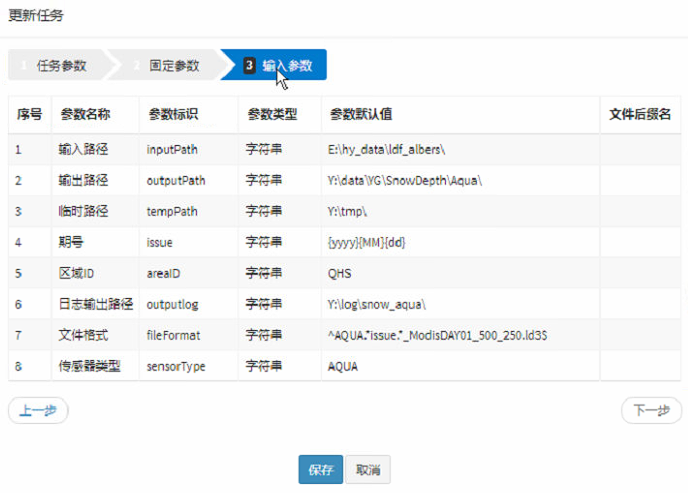 更新任务
1 任务参数 2 固定参数 3 输入参数
序号 参数名称 参数标识 参数类型 参数默认值 文件后缀名
1 输入路径 inputPath 字符串 E:\hy_data\ldf_albers\
2 输出路径 outputPath 字符串 Y:\data\YG\SnowDepth\Aqua\
3 临时路径 tempPath 字符串 Y:\tmp\
4 期号 issue 字符串 {yyyy}{MM}{dd}
5 区域ID areaID 字符串 QHS
6 日志输出路径 outputlog 字符串 Y:\log\snow_aqua\
7 文件格式 fileFormat 字符串 ^AQUA.*issue.*_ModisDAY01_500_250.ld3$
8 传感器类型 sensorType 字符串 AQUA
上一步 下一步
保存 取消